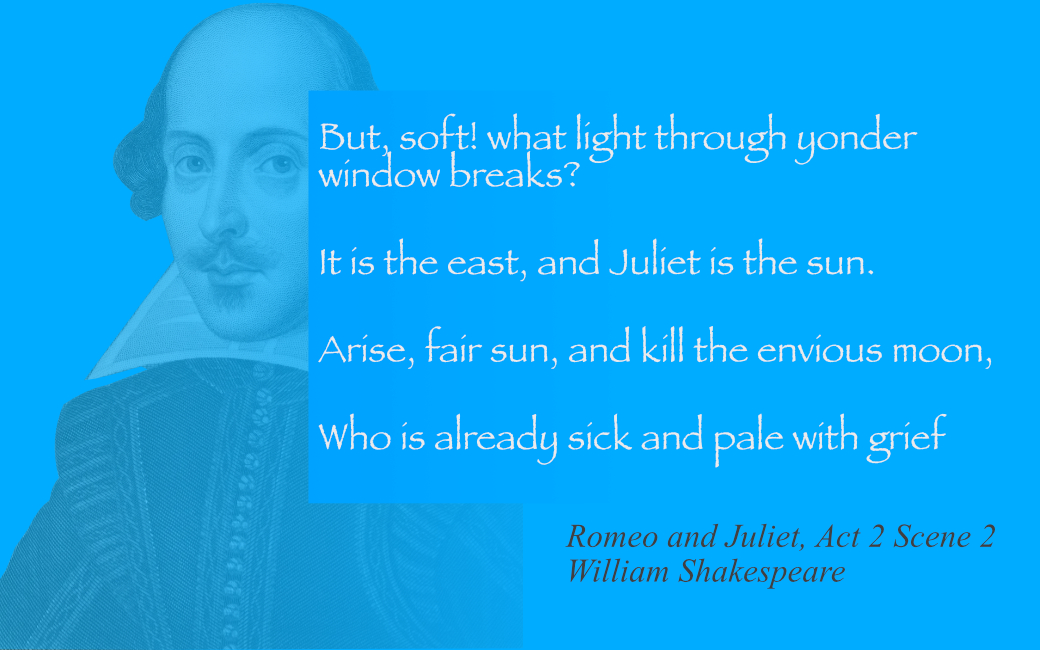 But, soft! what light through yonder
window breaks?
It is the east, and Juliet is the sun.
Arise, fair sun, and kill the envious moon,
Who is already sick and pale with grief
Romeo and Juliet, Act 2 Scene 2
William Shakespeare